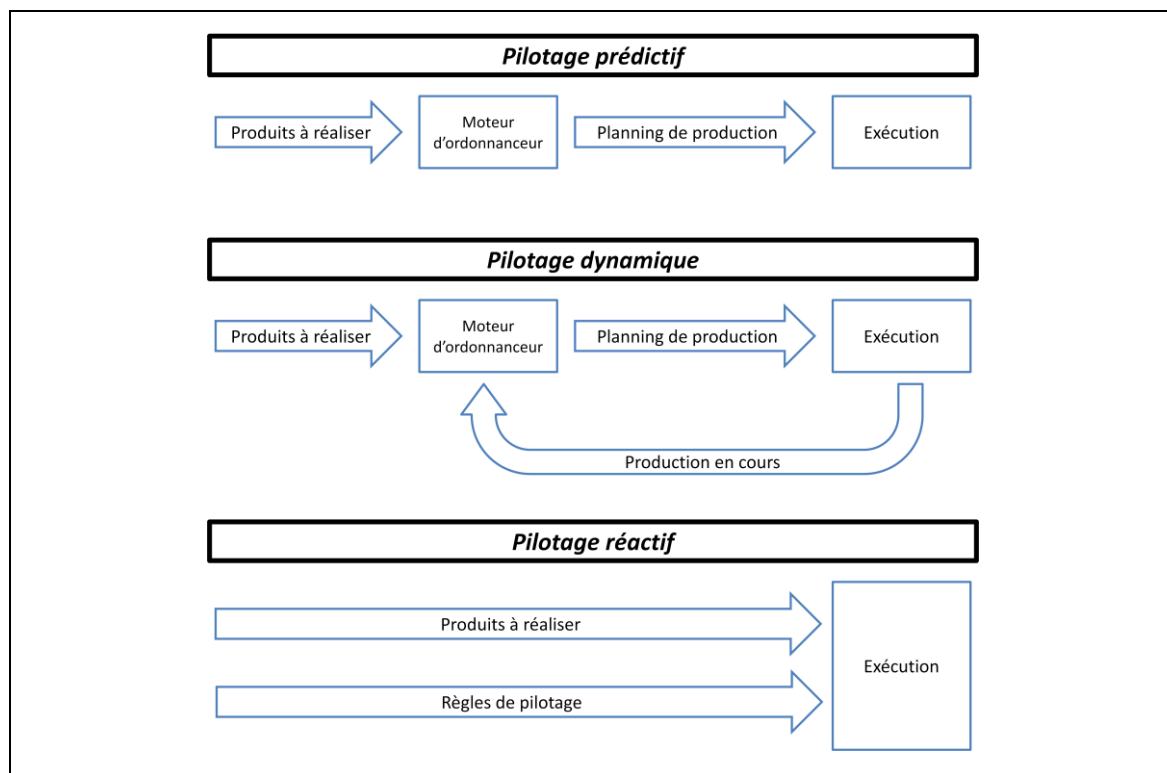 Pilotage prédictif
Produits à réaliser
Moteur
d'ordonnanceur
Planning de production
Exécution
Pilotage dynamique
Produits à réaliser
Moteur
d'ordonnanceur
Planning de production
Exécution
Production en cours
Pilotage réactif
Produits à réaliser
Exécution
Règles de pilotage